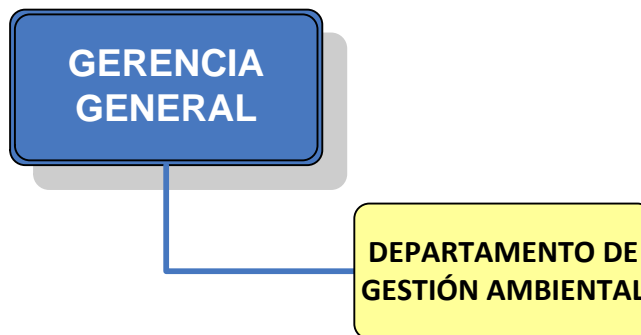 GERENCIA
GENERAL
DEPARTAMENTO DE
GESTIÓN AMBIENTAL